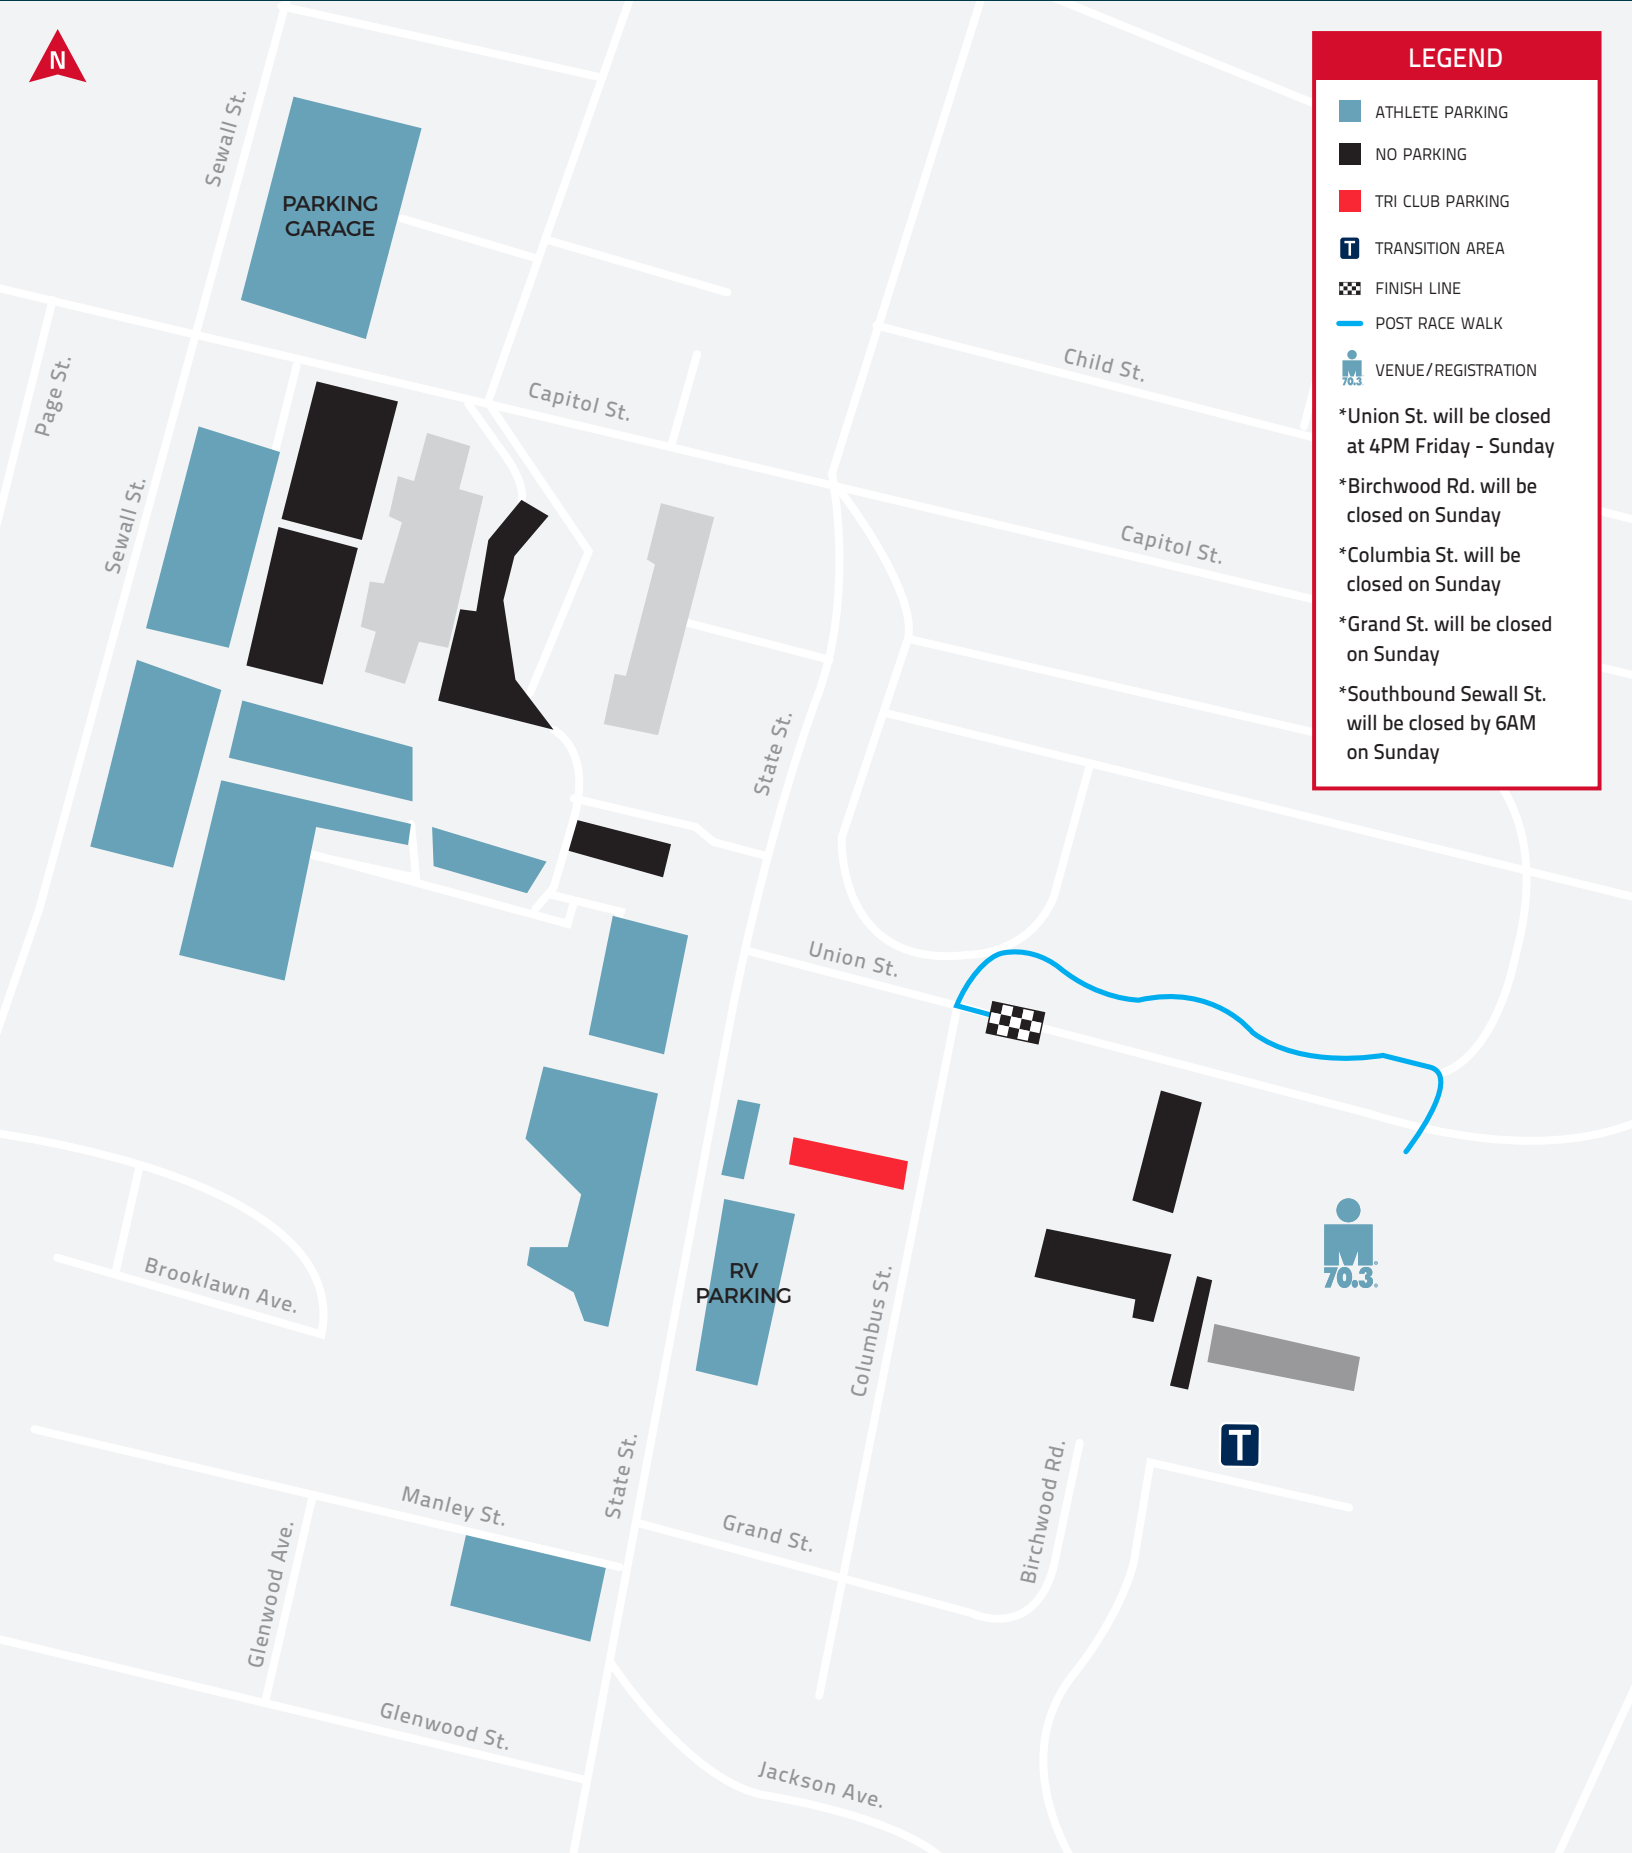 N
Sewall St.
PARKING
GARAGE
Page St.
Capitol St.
Child St.
Sewall St.
Capitol St.
State St.
Union St.
Brooklawn Ave.
RV
PARKING
Columbus St.
70.3
State St.
T
Manley St.
Grand St.
Birchwood Rd.
Glenwood Ave.
Glenwood St.
Jackson Ave.
LEGEND
ATHLETE PARKING
NO PARKING
TRI CLUB PARKING
T TRANSITION AREA
FINISH LINE
POST RACE WALK
70.3 VENUE/REGISTRATION
*Union St. will be closed
at 4PM Friday - Sunday
*Birchwood Rd. will be
closed on Sunday
*Columbia St. will be
closed on Sunday
*Grand St. will be closed
on Sunday
*Southbound Sewall St.
will be closed by 6AM
on Sunday